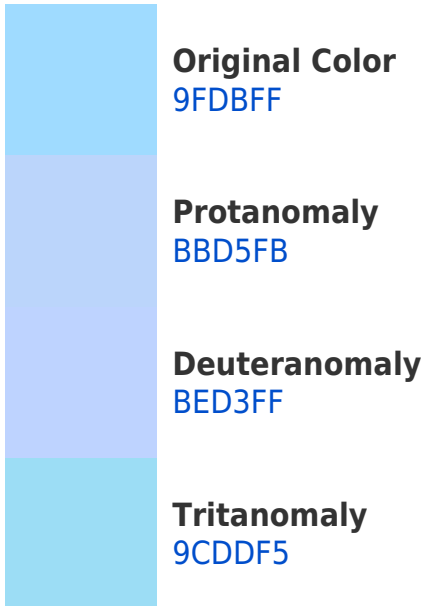 Original Color
9FDBFF
Protanomaly
BBD5FB
Deuteranomaly
BED3FF
Tritanomaly
9CDDF5